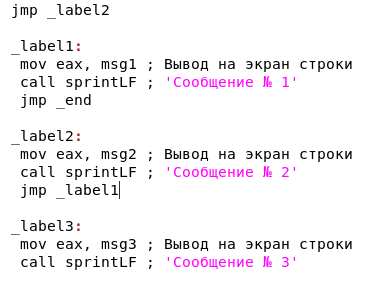 jmp _label2
_label1:
mov eax, msg1 ; Вывод на экран строки
call sprintLF ; 'Сообщение № 1'
jmp _end
_label2:
mov eax, msg2 ; Вывод на экран строки
call sprintLF ; 'Сообщение № 2'
jmp _label1
_label3:
mov eax, msg3 ; Вывод на экран строки
call sprintLF ; 'Сообщение № 3'